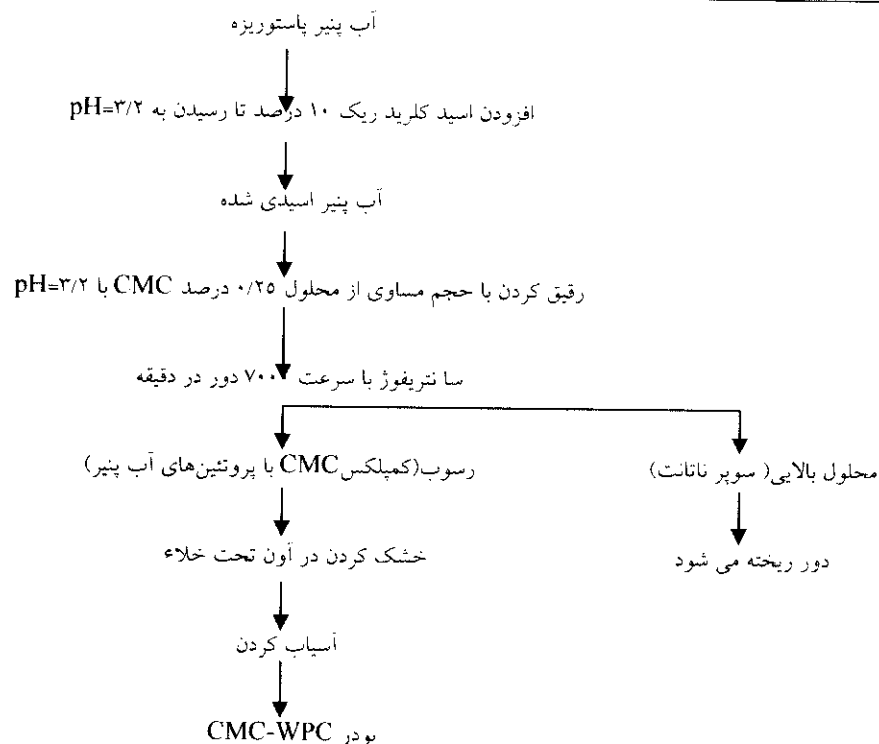 آب پنیر پاستوریزه
افزودن اسید کلرید ریک ۱۰ درصد تا رسیدن به pH=۳/۲
آب پنیر اسیدی شده
رقیق کردن با حجم مساوی از محلول ۰/۲۵ درصد CMC با pH=۳/۲
سا نتریفوژ با سرعت ۷۰۰۰ دور در دقیقه
رسوب(کمپلکس CMC با پروتئین‌های آب پنیر)
محلول بالایی( سوپر ناتانت)
خشک کردن در آون تحت خلاء
دور ریخته می شود
آسیاب کردن
پودر CMC-WPC